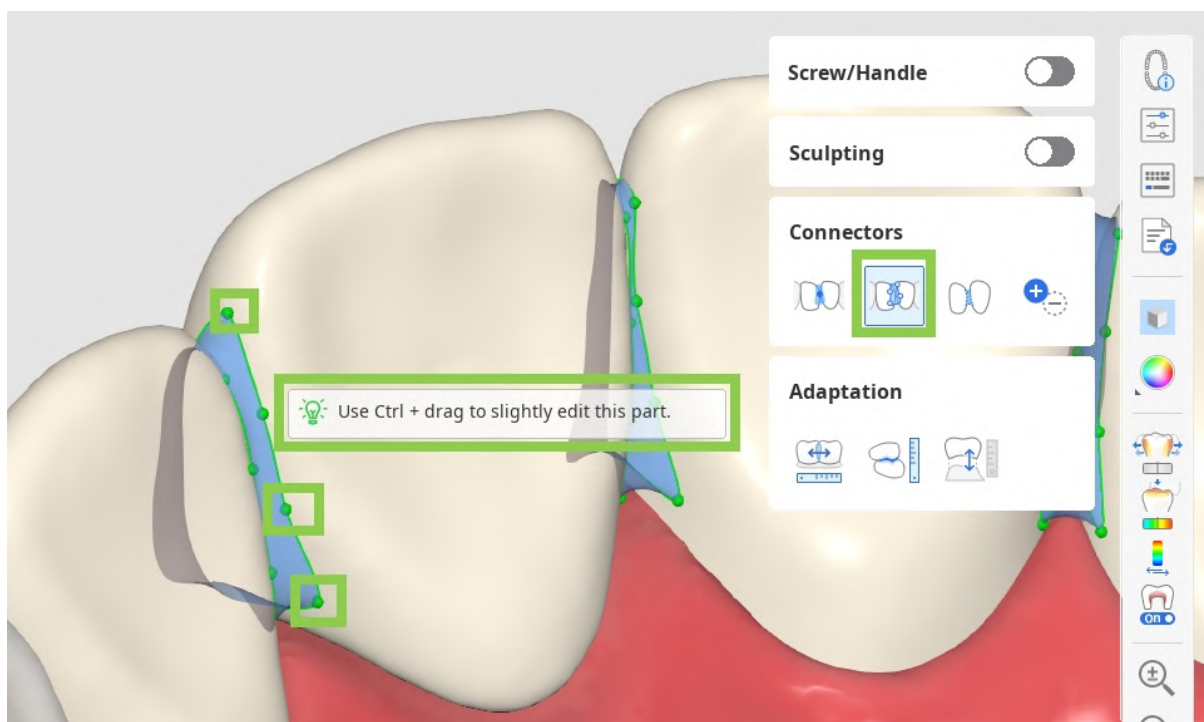 Screw/Handle
Sculpting
Connectors
Use Ctrl + drag to slightly edit this part.
Adaptation
On